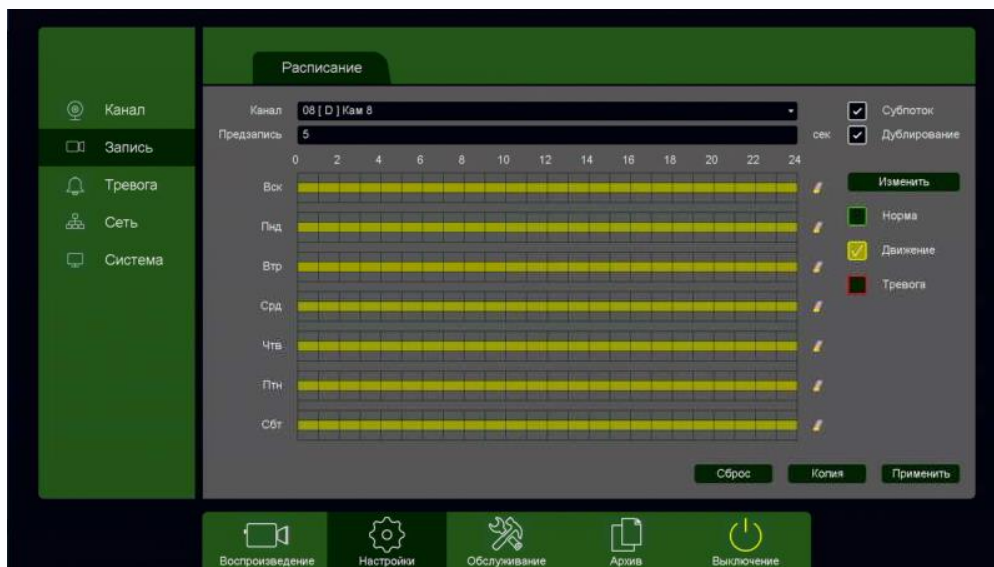 Расписание
Канал
Запись
Тревога
Сеть
Система
Канал 08 [ D ] Кам 8 Субпоток
Предзапись 5 сек Дублирование
0 2 4 6 8 10 12 14 16 18 20 22 24
Вск Изменить
Пнд Норма
Втр Движение
Срд Тревога
Чтв
Птн
Сбт
Сброс Копия Применить
Воспроизведение Настройки Обслуживание Архив Выключение